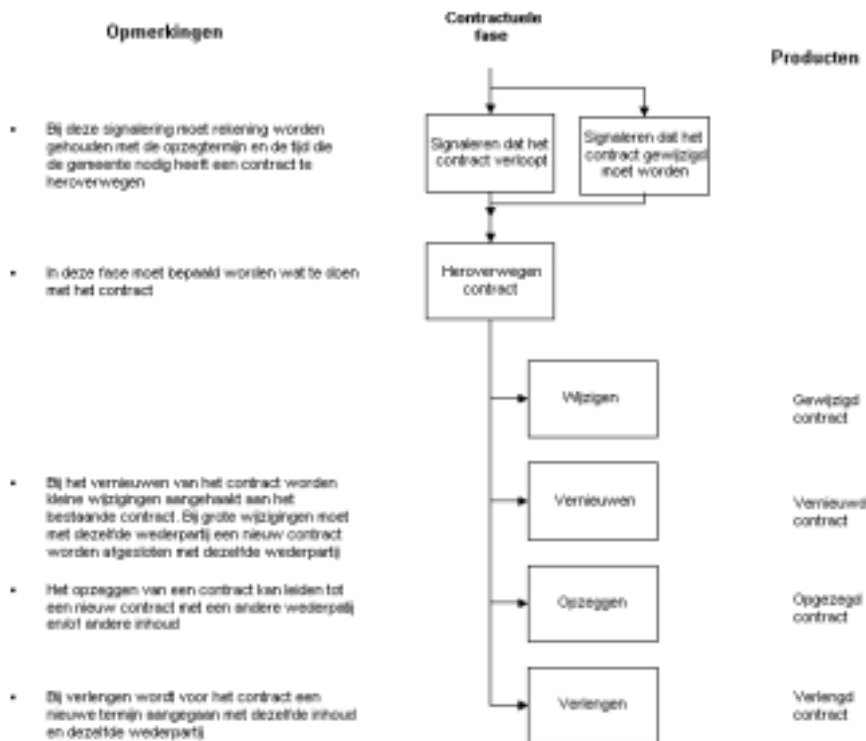 Opmerkingen
Contractuele
fase
Producten
• Bij deze signalering moet rekening worden
gehouden met de opzegtermijn en de tijd die
de gemeente nodig heeft een contract te
heroverwegen
Signaleren dat het
contract verloopt
Signaleren dat het
contract gewijzigd
moet worden
• In deze fase moet bepaald worden wat te doen
met het contract
Heroverwegen
contract
Wijzigen
Gewijzigd
contract
• Bij het vernieuwen van het contract worden
kleine wijzigingen aangehaakt aan het
bestaande contract. Bij grote wijzigingen moet
met dezelfde wederpartij een nieuw contract
worden afgesloten met dezelfde wederpartij
Vernieuwen
Vernieuwd
contract
• Het opzeggen van een contract kan leiden tot
een nieuw contract met een andere wederpatij
en/of andere inhoud
Opzeggen
Opgezegd
contract
• Bij verlengen wordt voor het contract een
nieuwe termijn aangegaan met dezelfde inhoud
en dezelfde wederpartij
Verlengen
Verlengd
contract